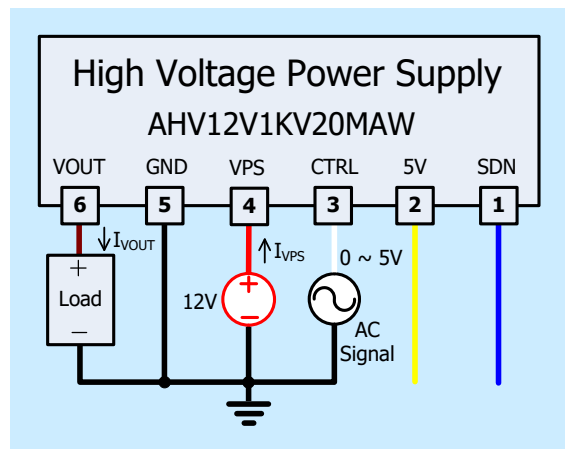 High Voltage Power Supply
AHV12V1KV20MAW
VOUT GND VPS CTRL 5V SDN
6 5 4 3 2 1
IVOUT IVPS 0 ~ 5V
+ +
Load 12V
− −
AC
Signal